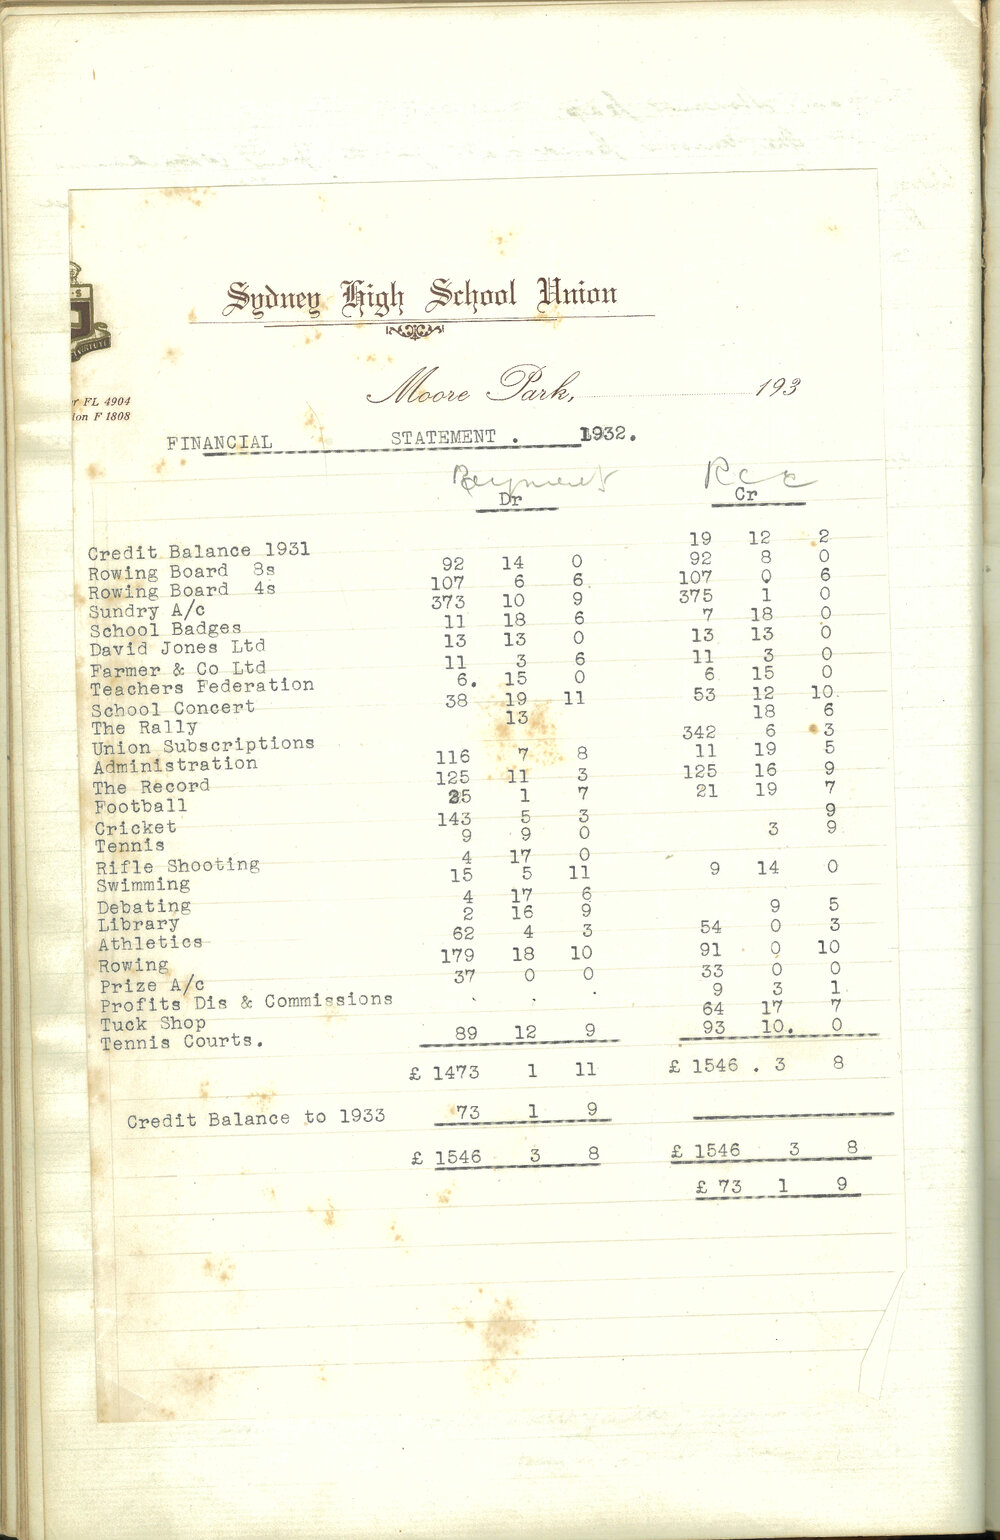 Sydney High School Union
Moore Park, 193
FL 4904
F 1808
FINANCIAL STATEMENT . 1932.
Payments Rec
Dr Cr
Credit Balance 1931 19 12 2
Rowing Board 8s 92 14 0 92 8 0
Rowing Board 4s 107 6 6 107 0 6
Sundry A/c 373 10 9 375 1 0
School Badges 11 18 6 7 18 0
David Jones Ltd 13 13 0 13 13 0
Farmer & Co Ltd 11 3 6 11 3 0
Teachers Federation 6. 15 0 6 15 0
School Concert 38 19 11 53 12 10
The Rally 13 18 6
Union Subscriptions 342 6 3
Administration 116 7 8 11 19 5
The Record 125 11 3 125 16 9
Football 35 1 7 21 19 7
Cricket 143 5 3 9
Tennis 9 9 0 3 9
Rifle Shooting 4 17 0
Swimming 15 5 11 9 14 0
Debating 4 17 6
Library 2 16 9 9 5
Athletics 62 4 3 54 0 3
Rowing 179 18 10 91 0 10
Prize A/c 37 0 0 33 0 0
Profits Dis & Commissions . . . 9 3 1
Tuck Shop 64 17 7
Tennis Courts. 89 12 9 93 10. 0
£ 1473 1 11 £ 1546 . 3 8
Credit Balance to 1933 73 1 9
£ 1546 3 8 £ 1546 3 8
£ 73 1 9